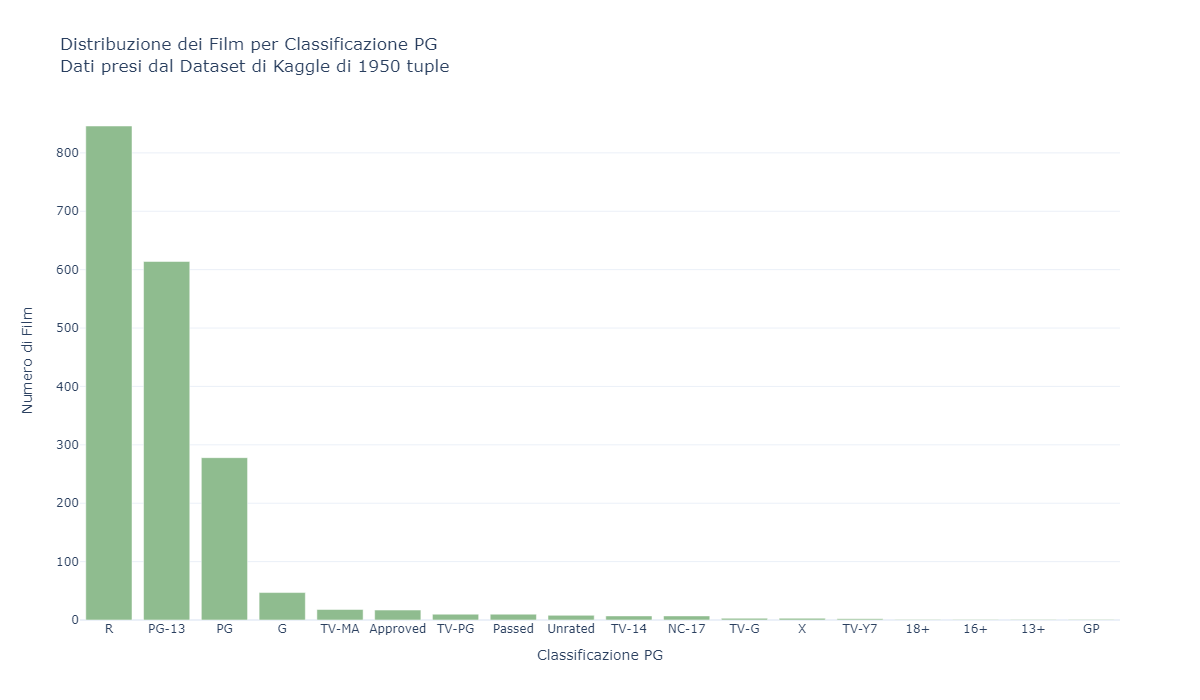 Distribuzione dei Film per Classificazione PG
Dati presi dal Dataset di Kaggle di 1950 tuple
Numero di Film
800
700
600
500
400
300
200
100
0
R PG-13 PG G TV-MA Approved TV-PG Passed Unrated TV-14 NC-17 TV-G X TV-Y7 18+ 16+ 13+ GP
Classificazione PG